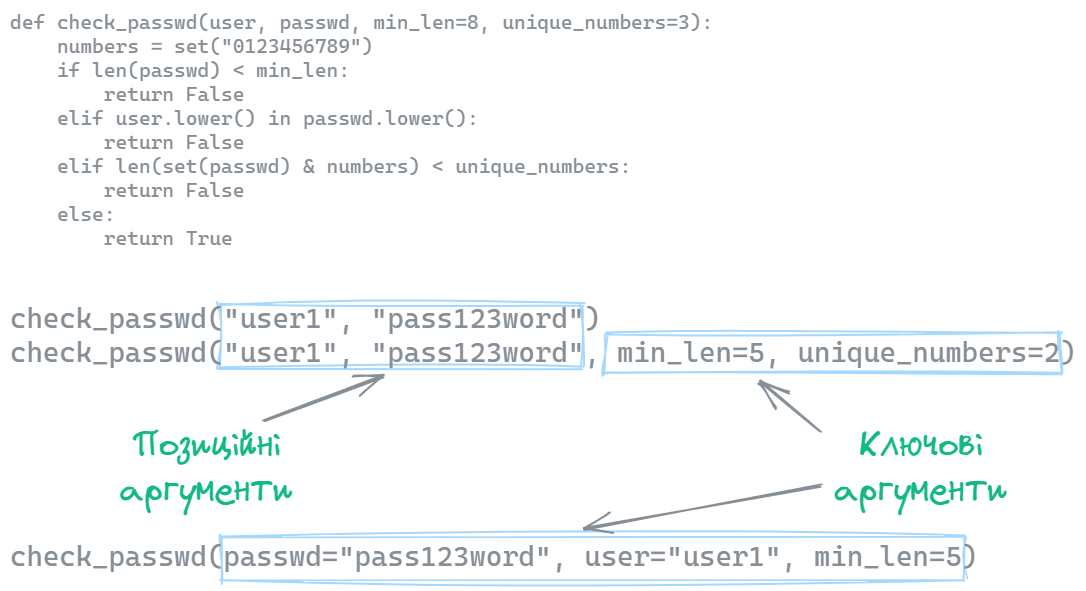 def check_passwd(user, passwd, min_len=8, unique_numbers=3):
    numbers = set("0123456789")
    if len(passwd) < min_len:
        return False
    elif user.lower() in passwd.lower():
        return False
    elif len(set(passwd) & numbers) < unique_numbers:
        return False
    else:
        return True
check_passwd("user1", "pass123word")
check_passwd("user1", "pass123word", min_len=5, unique_numbers=2)
Позиційні
аргументи
Ключові
аргументи
check_passwd(passwd="pass123word", user="user1", min_len=5)